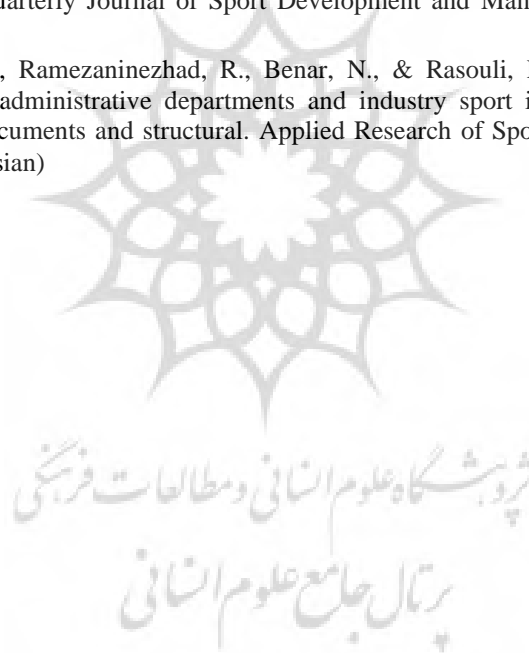 uarterly Journal of Sport Development and Man
, Ramezaninezhad, R., Benar, N., & Rasouli,
administrative departments and industry sport i
cuments and structural. Applied Research of Spo
sian)
پژوهشگاه علوم انسانی و مطالعات فرهنگی
پرتال جامع علوم انسانی